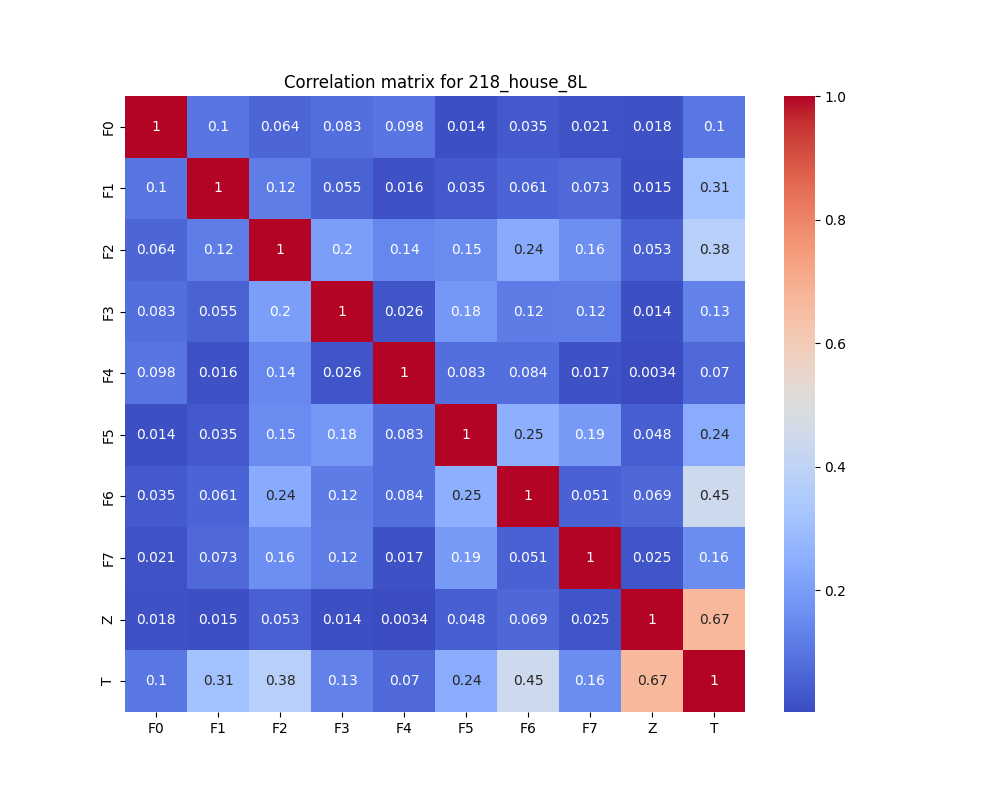 Correlation matrix for 218_house_8L
F0 1 0.1 0.064 0.083 0.098 0.014 0.035 0.021 0.018 0.1
F1 0.1 1 0.12 0.055 0.016 0.035 0.061 0.073 0.015 0.31
F2 0.064 0.12 1 0.2 0.14 0.15 0.24 0.16 0.053 0.38
F3 0.083 0.055 0.2 1 0.026 0.18 0.12 0.12 0.014 0.13
F4 0.098 0.016 0.14 0.026 1 0.083 0.084 0.017 0.0034 0.07
F5 0.014 0.035 0.15 0.18 0.083 1 0.25 0.19 0.048 0.24
F6 0.035 0.061 0.24 0.12 0.084 0.25 1 0.051 0.069 0.45
F7 0.021 0.073 0.16 0.12 0.017 0.19 0.051 1 0.025 0.16
Z 0.018 0.015 0.053 0.014 0.0034 0.048 0.069 0.025 1 0.67
T 0.1 0.31 0.38 0.13 0.07 0.24 0.45 0.16 0.67 1
F0 F1 F2 F3 F4 F5 F6 F7 Z T
1.0
0.8
0.6
0.4
0.2